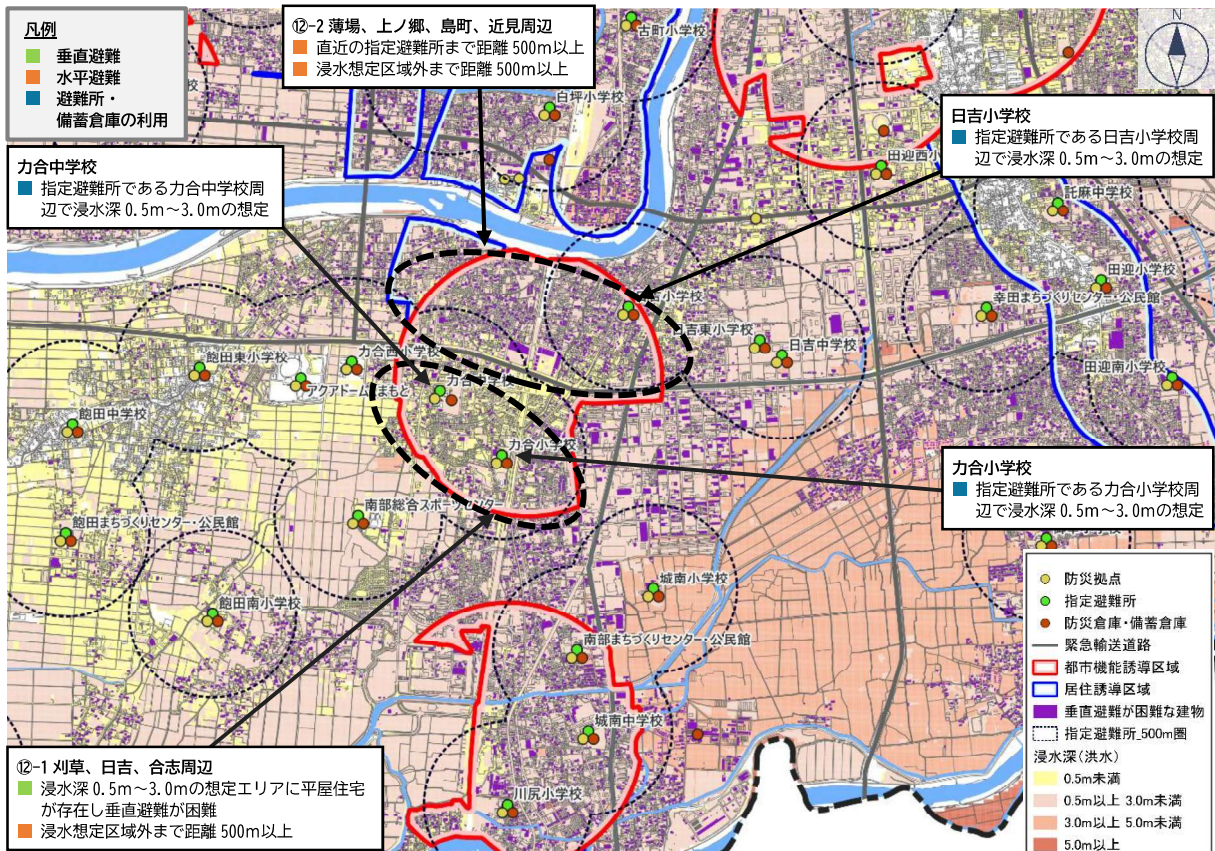 凡例
垂直避難
水平避難
避難所・
備蓄倉庫の利用
⑫-2 薄場、上ノ郷、島町、近見周辺
直近の指定避難所まで距離500m以上
浸水想定区域外まで距離500m以上
古町小学校
N
白坪小学校
日吉小学校
指定避難所である日吉小学校周
辺で浸水深0.5m～3.0mの想定
力合中学校
指定避難所である力合中学校周
辺で浸水深0.5m～3.0mの想定
田迎西小
託麻中学校
田迎小学校
幸田まちづくりセンター・公民館
日吉東小学校
日吉中学校
田迎南小学校
飽田東小学校
力合西小学校
アクアドーム
まもと
飽田中学校
力合小学校
力合小学校
指定避難所である力合小学校周
辺で浸水深0.5m～3.0mの想定
南部総合スポーツセンター
飽田まちづくりセンター・公民館
飽田南小学校
城南小学校
南部まちづくりセンター・公民館
城南中学校
川尻小学校
⑫-1 刈草、日吉、合志周辺
浸水深0.5m～3.0mの想定エリアに平屋住宅
が存在し垂直避難が困難
浸水想定区域外まで距離500m以上
防災拠点
指定避難所
防災倉庫・備蓄倉庫
緊急輸送道路
都市機能誘導区域
居住誘導区域
垂直避難が困難な建物
指定避難所_500m圏
浸水深(洪水)
0.5m未満
0.5m以上 3.0m未満
3.0m以上 5.0m未満
5.0m以上